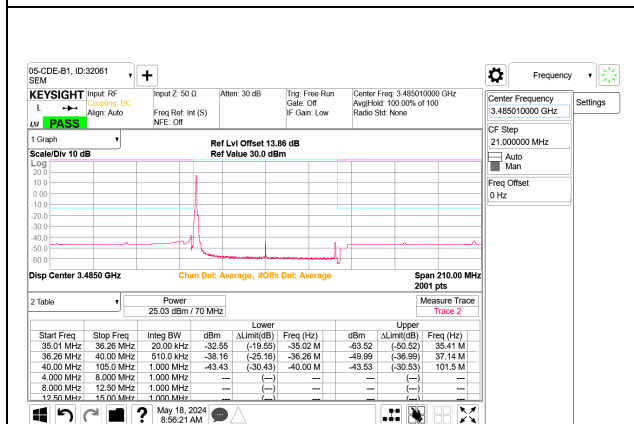 05-CDE-B1, ID:32061
SEM
Frequency
KEYSIGHT Input: RF Input Z: 50 Ω Atten: 30 dB Trig: Free Run Center Freq: 3.485010000 GHz
L Coupling: DC Gate: Off Avg|Hold: 100.00% of 100
Align: Auto Freq Ref: Int (S) IF Gain: Low Radio Std: None
LXI PASS NFE: Off
Center Frequency
3.485010000 GHz
Settings
CF Step
21.000000 MHz
Auto
Man
Freq Offset
0 Hz
1 Graph
Scale/Div 10 dB
Ref Lvl Offset 13.86 dB
Ref Value 30.0 dBm
Log
20.0
10.0
0.00
-10.0
-20.0
-30.0
-40.0
-50.0
-60.0
Disp Center 3.4850 GHz Chan Det: Average , #Offs Det: Average Span 210.00 MHz
2001 pts
2 Table Power Measure Trace
25.03 dBm / 70 MHz Trace 2
Lower Upper
Start Freq Stop Freq Integ BW dBm ΔLimit(dB) Freq (Hz) dBm ΔLimit(dB) Freq (Hz)
35.01 MHz 36.26 MHz 20.00 kHz -32.55 (-19.55) -35.02 M -63.52 (-50.52) 35.41 M
36.26 MHz 40.00 MHz 510.0 kHz -38.16 (-25.16) -36.26 M -49.99 (-36.99) 37.14 M
40.00 MHz 105.0 MHz 1.000 MHz -43.43 (-30.43) -40.00 M -43.53 (-30.53) 101.5 M
4.000 MHz 8.000 MHz 1.000 MHz --- (---) --- --- (---) ---
8.000 MHz 12.50 MHz 1.000 MHz --- (---) --- --- (---) ---
12.50 MHz 15.00 MHz 1.000 MHz --- (---) --- --- (---) ---
? May 18, 2024
8:56:21 AM